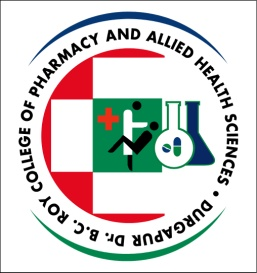 Dr. B.C. ROY COLLEGE OF PHARMACY AND ALLIED HEALTH SCIENCES • DURGAPUR